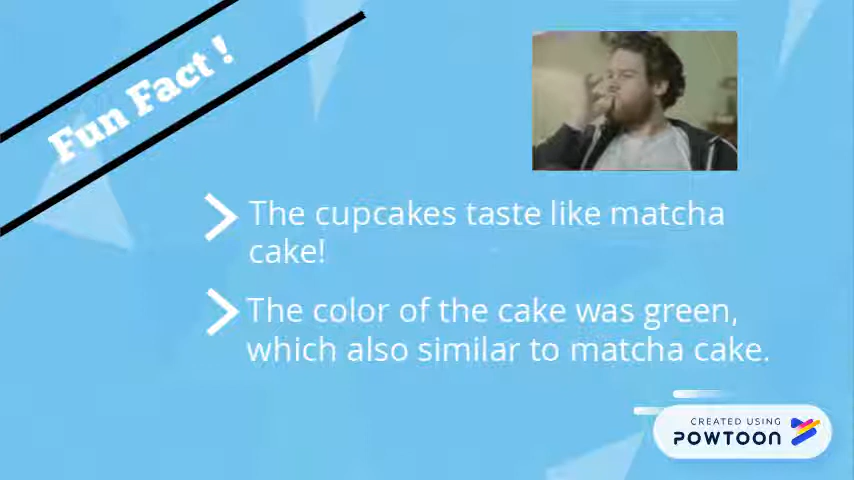 Fun Fact !
The cupcakes taste like matcha
cake!
The color of the cake was green,
which also similar to matcha cake.
CREATED USING
POWTOON